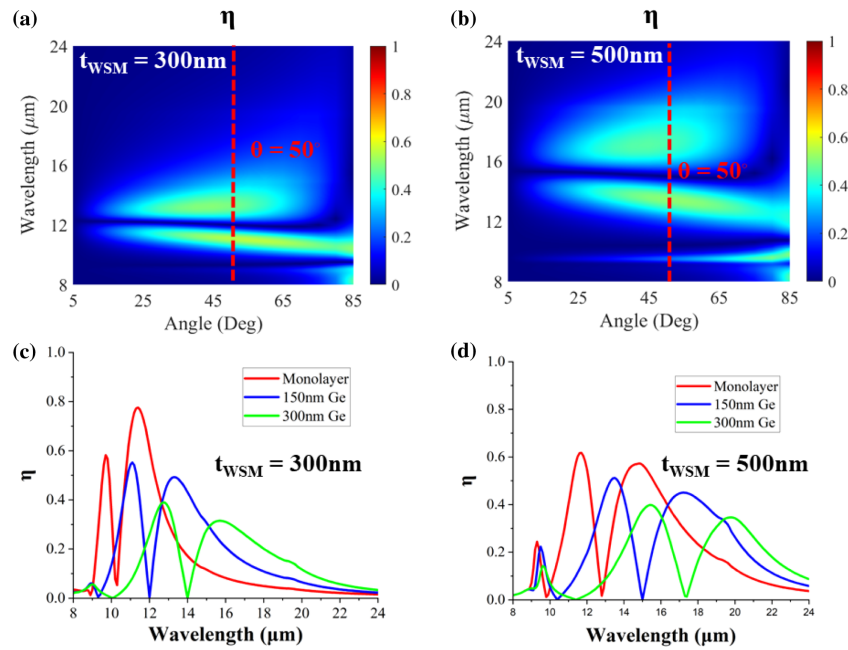 (a) η
t_WSM = 300nm
θ = 50°
Wavelength (μm)
24
20
16
12
8
5 25 45 65 85
Angle (Deg)
1
0.8
0.6
0.4
0.2
0
(b) η
t_WSM = 500nm
θ = 50°
Wavelength (μm)
24
20
16
12
8
5 25 45 65 85
Angle (Deg)
1
0.8
0.6
0.4
0.2
0
(c)
η
1.0
0.8
0.6
0.4
0.2
0.0
Monolayer
150nm Ge
300nm Ge
t_WSM = 300nm
8 10 12 14 16 18 20 22 24
Wavelength (μm)
(d)
η
1.0
0.8
0.6
0.4
0.2
0.0
Monolayer
150nm Ge
300nm Ge
t_WSM = 500nm
8 10 12 14 16 18 20 22 24
Wavelength (μm)